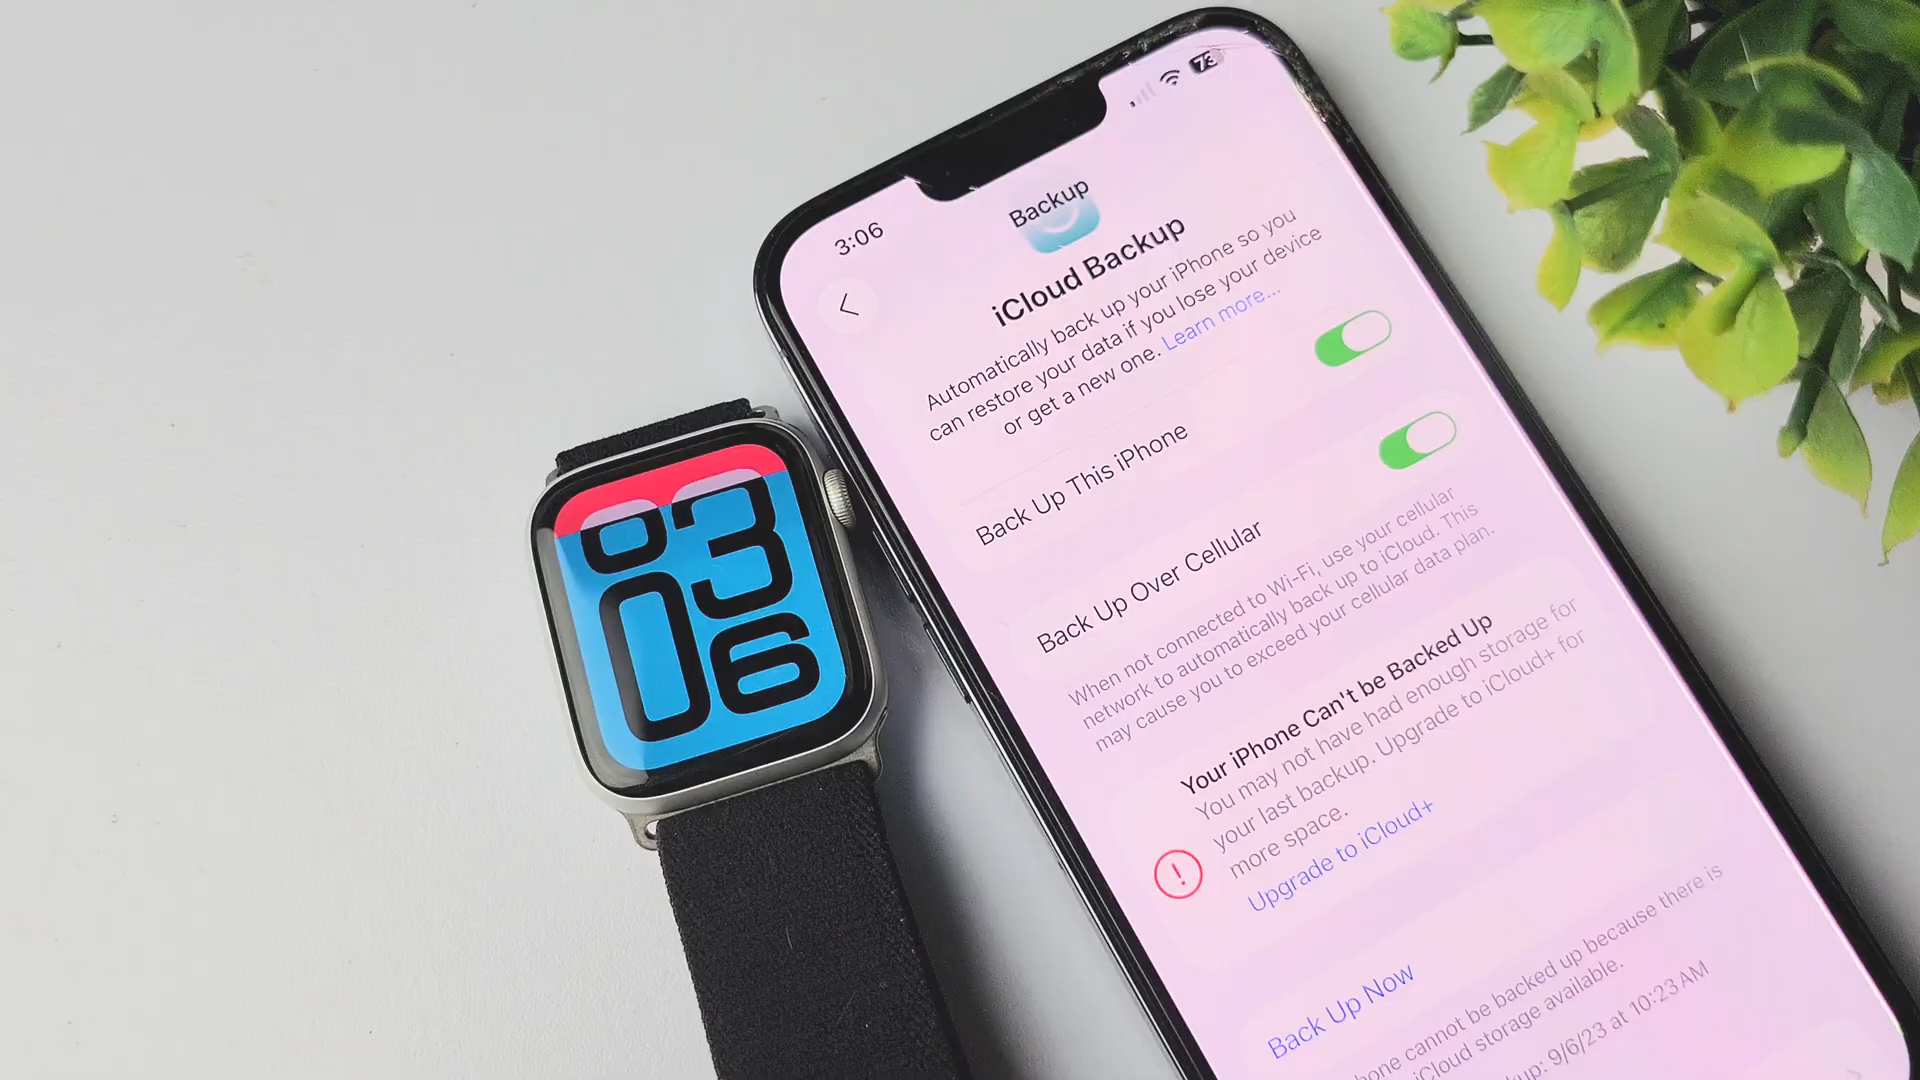 73
3:06
Backup
iCloud Backup
Automatically back up your iPhone so you
can restore your data if you lose your device
or get a new one. Learn more...
Back Up This iPhone
Back Up Over Cellular
When not connected to Wi-Fi, use your cellular
network to automatically back up to iCloud. This
may cause you to exceed your cellular data plan.
Your iPhone Can't be Backed Up
You may not have had enough storage for
your last backup. Upgrade to iCloud+ for
more space.
Upgrade to iCloud+
Back Up Now
cannot be backed up because there is
iCloud storage available.
9/6/23 at 10:23 AM
03
06